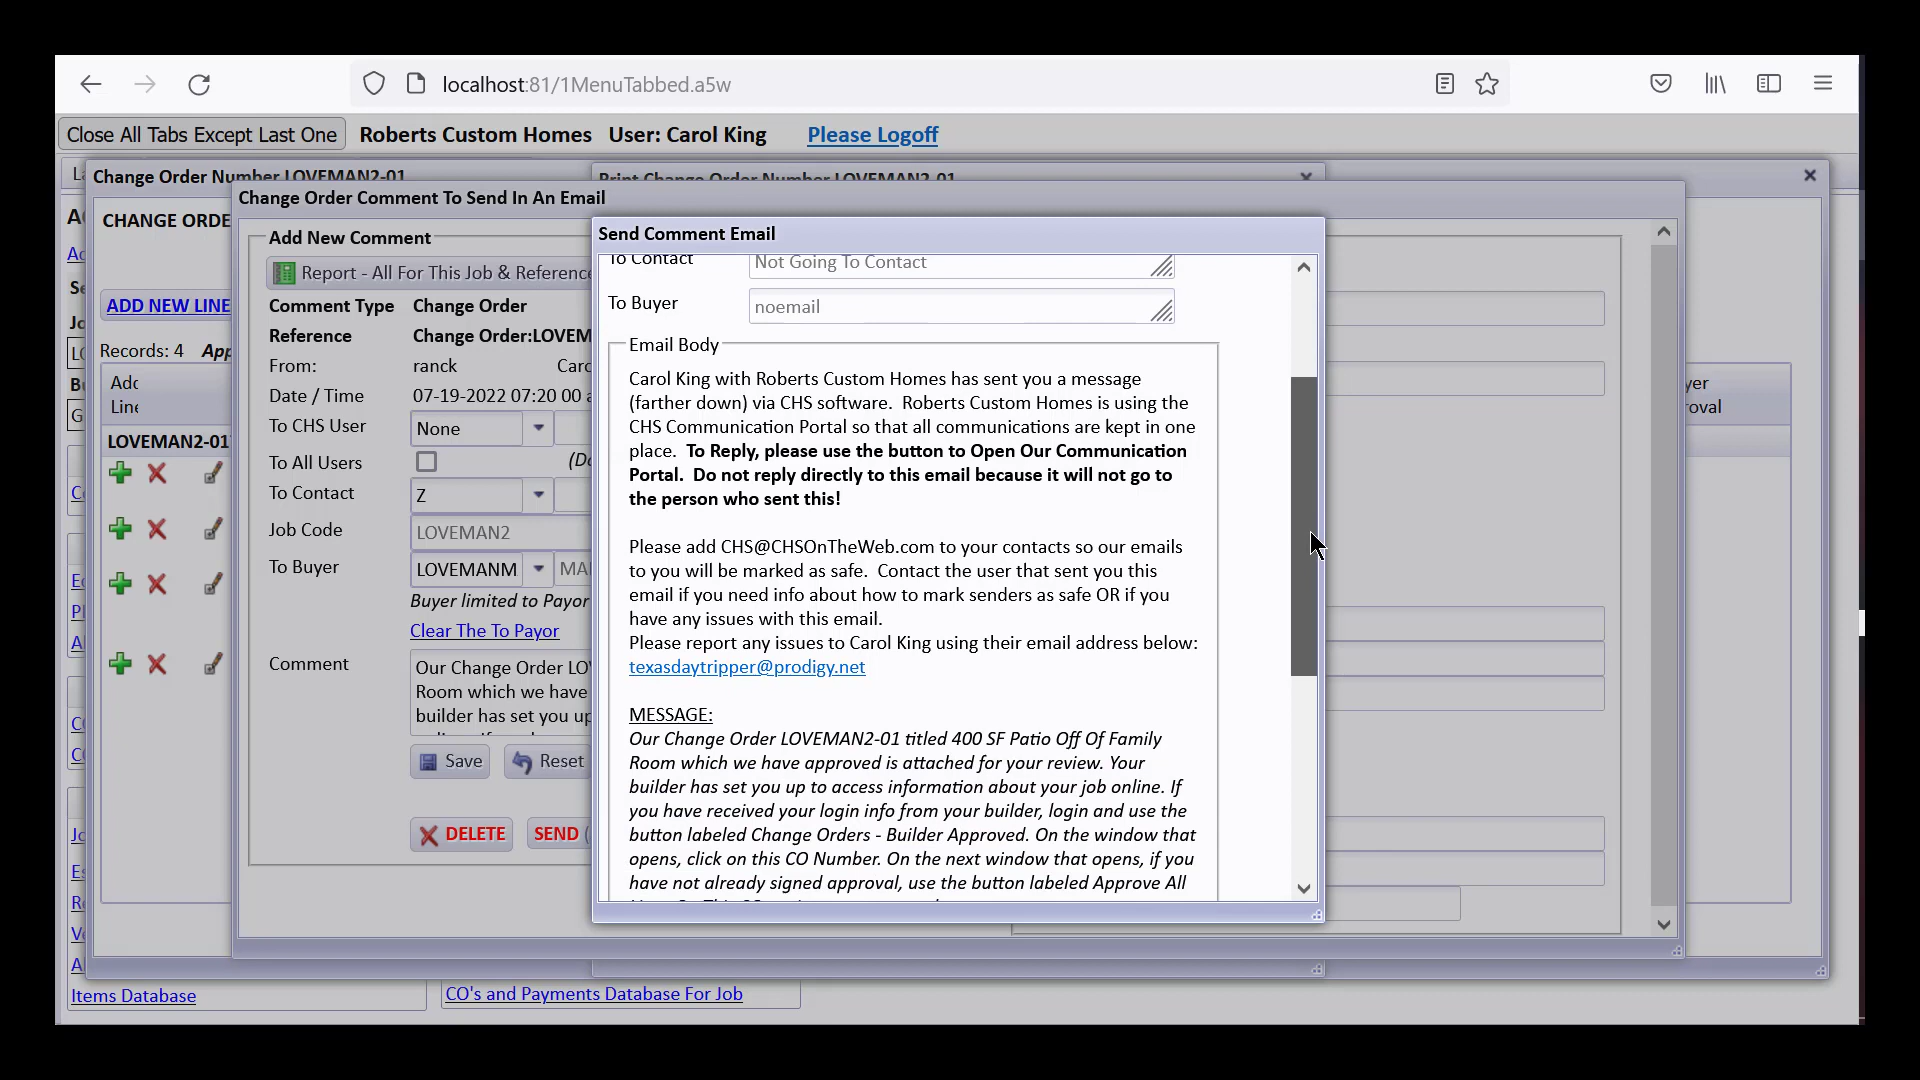 localhost:81/1MenuTabbed.a5w
Close All Tabs Except Last One Roberts Custom Homes User: Carol King Please Logoff
Change Order Number LOVEMAN2-01
Print Change Order Number LOVEMAN2-01
Change Order Comment To Send In An Email
CHANGE ORDE
Add New Comment
Send Comment Email
Report - All For This Job & Reference
To Contact Not Going To Contact
ADD NEW LINE
Comment Type Change Order
To Buyer noemail
Reference Change Order:LOVEM
Email Body
Records: 4 App
From: ranck Carc
Date / Time 07-19-2022 07:20 00 a
To CHS User None
To All Users (Do
To Contact Z
Job Code LOVEMAN2
To Buyer LOVEMANM MAI
Buyer limited to Payor
Clear The To Payor
Comment Our Change Order LO
Room which we have
builder has set you up
Save Reset
DELETE SEND (
Carol King with Roberts Custom Homes has sent you a message
(farther down) via CHS software. Roberts Custom Homes is using the
CHS Communication Portal so that all communications are kept in one
place. To Reply, please use the button to Open Our Communication
Portal. Do not reply directly to this email because it will not go to
the person who sent this!
Please add CHS@CHSOnTheWeb.com to your contacts so our emails
to you will be marked as safe. Contact the user that sent you this
email if you need info about how to mark senders as safe OR if you
have any issues with this email.
Please report any issues to Carol King using their email address below:
texasdaytripper@prodigy.net
MESSAGE:
Our Change Order LOVEMAN2-01 titled 400 SF Patio Off Of Family
Room which we have approved is attached for your review. Your
builder has set you up to access information about your job online. If
you have received your login info from your builder, login and use the
button labeled Change Orders - Builder Approved. On the window that
opens, click on this CO Number. On the next window that opens, if you
have not already signed approval, use the button labeled Approve All
Add
Line
LOVEMAN2-01
yer
roval
Items Database
CO's and Payments Database For Job